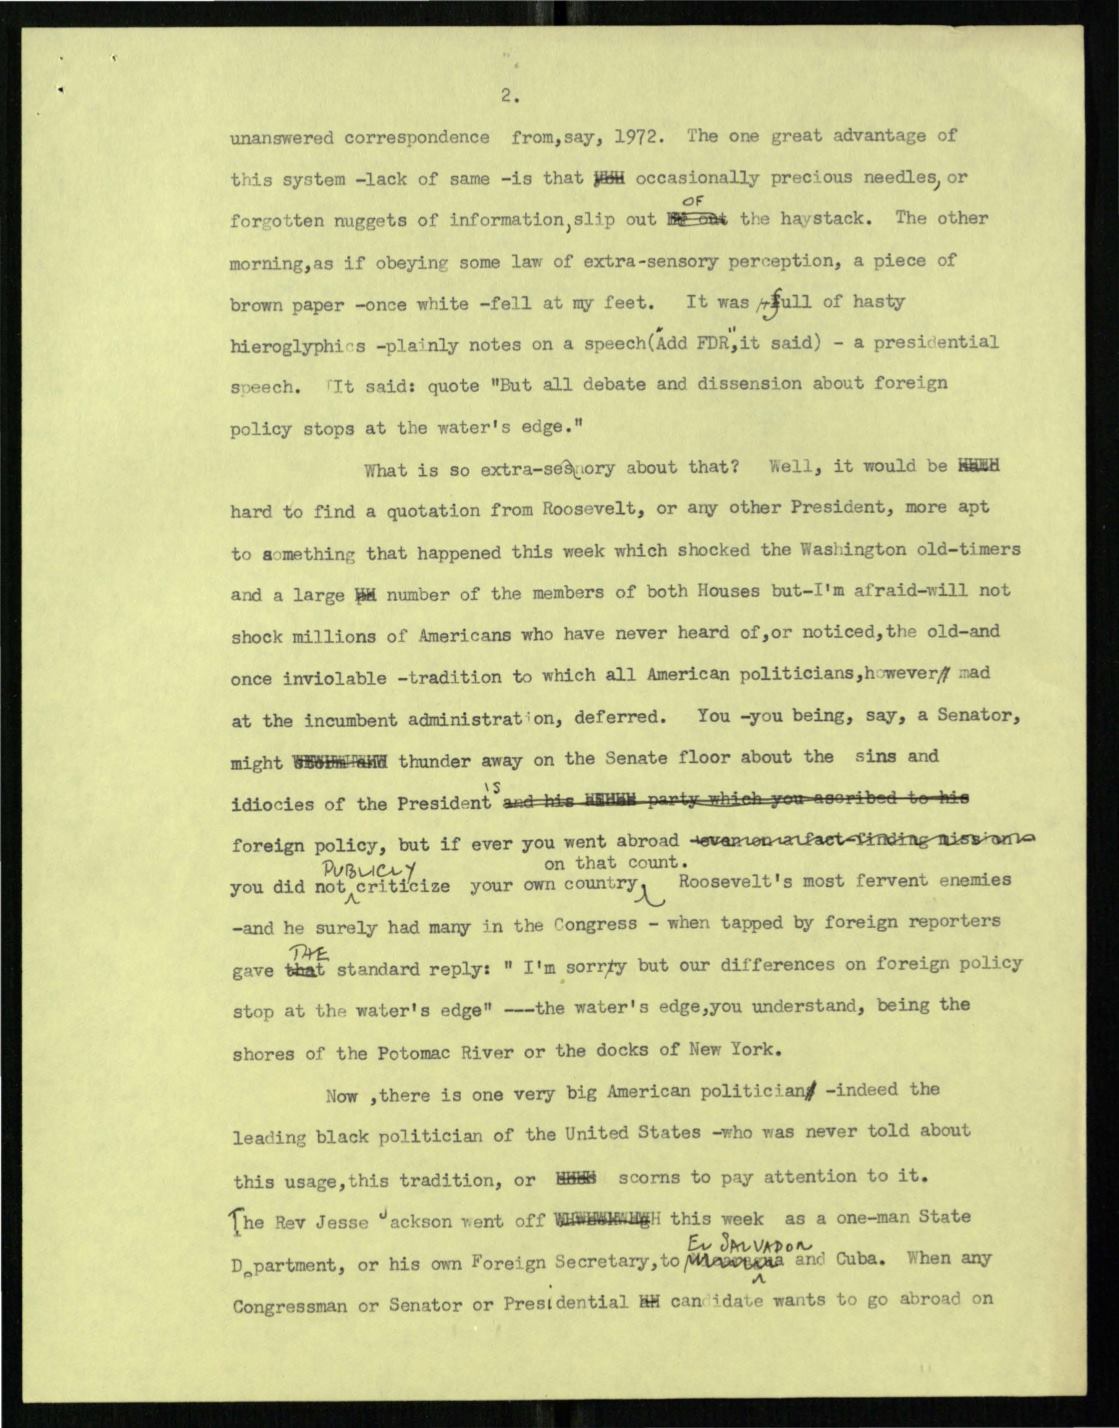 2.
unanswered correspondence from,say, 1972. The one great advantage of
this system -lack of same -is that occasionally precious needles, or
forgotten nuggets of information, slip out OF the haystack. The other
morning,as if obeying some law of extra-sensory perception, a piece of
brown paper -once white -fell at my feet. It was full of hasty
hieroglyphics -plainly notes on a speech("Add FDR",it said) - a presidential
speech. It said: quote "But all debate and dissension about foreign
policy stops at the water's edge."
What is so extra-sesnory about that? Well, it would be
hard to find a quotation from Roosevelt, or any other President, more apt
to something that happened this week which shocked the Washington old-timers
and a large number of the members of both Houses but-I'm afraid-will not
shock millions of Americans who have never heard of,or noticed,the old-and
once inviolable -tradition to which all American politicians,however mad
at the incumbent administration, deferred. You -you being, say, a Senator,
might thunder away on the Senate floor about the sins and
idiocies of the President's and his party which you ascribed to his
foreign policy, but if ever you went abroad -even on a fact-finding mission-
you did not PUBLICLY criticize your own country on that count. Roosevelt's most fervent enemies
-and he surely had many in the Congress - when tapped by foreign reporters
gave that THE standard reply: " I'm sorry but our differences on foreign policy
stop at the water's edge" ---the water's edge,you understand, being the
shores of the Potomac River or the docks of New York.
Now ,there is one very big American politician -indeed the
leading black politician of the United States -who was never told about
this usage,this tradition, or scorns to pay attention to it.
The Rev Jesse Jackson went off this week as a one-man State
Department, or his own Foreign Secretary,to EL SALVADOR and Cuba. When any
Congressman or Senator or Presidential candidate wants to go abroad on